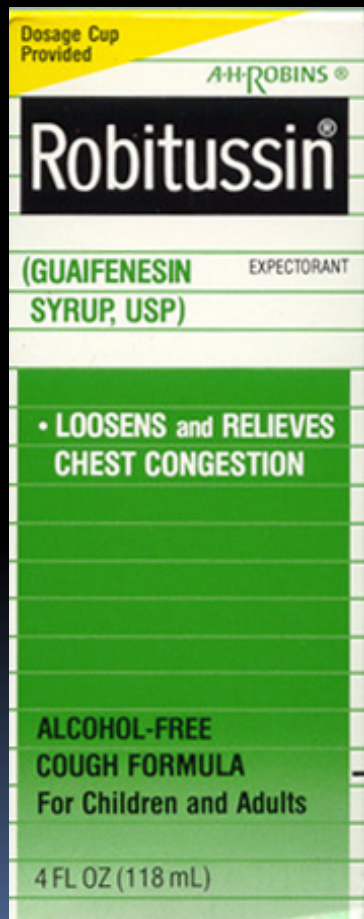 Dosage Cup
Provided
A·H·ROBINS ®
Robitussin®
(GUAIFENESIN EXPECTORANT
SYRUP, USP)
• LOOSENS and RELIEVES
CHEST CONGESTION
ALCOHOL-FREE
COUGH FORMULA
For Children and Adults
4 FL OZ (118 mL)